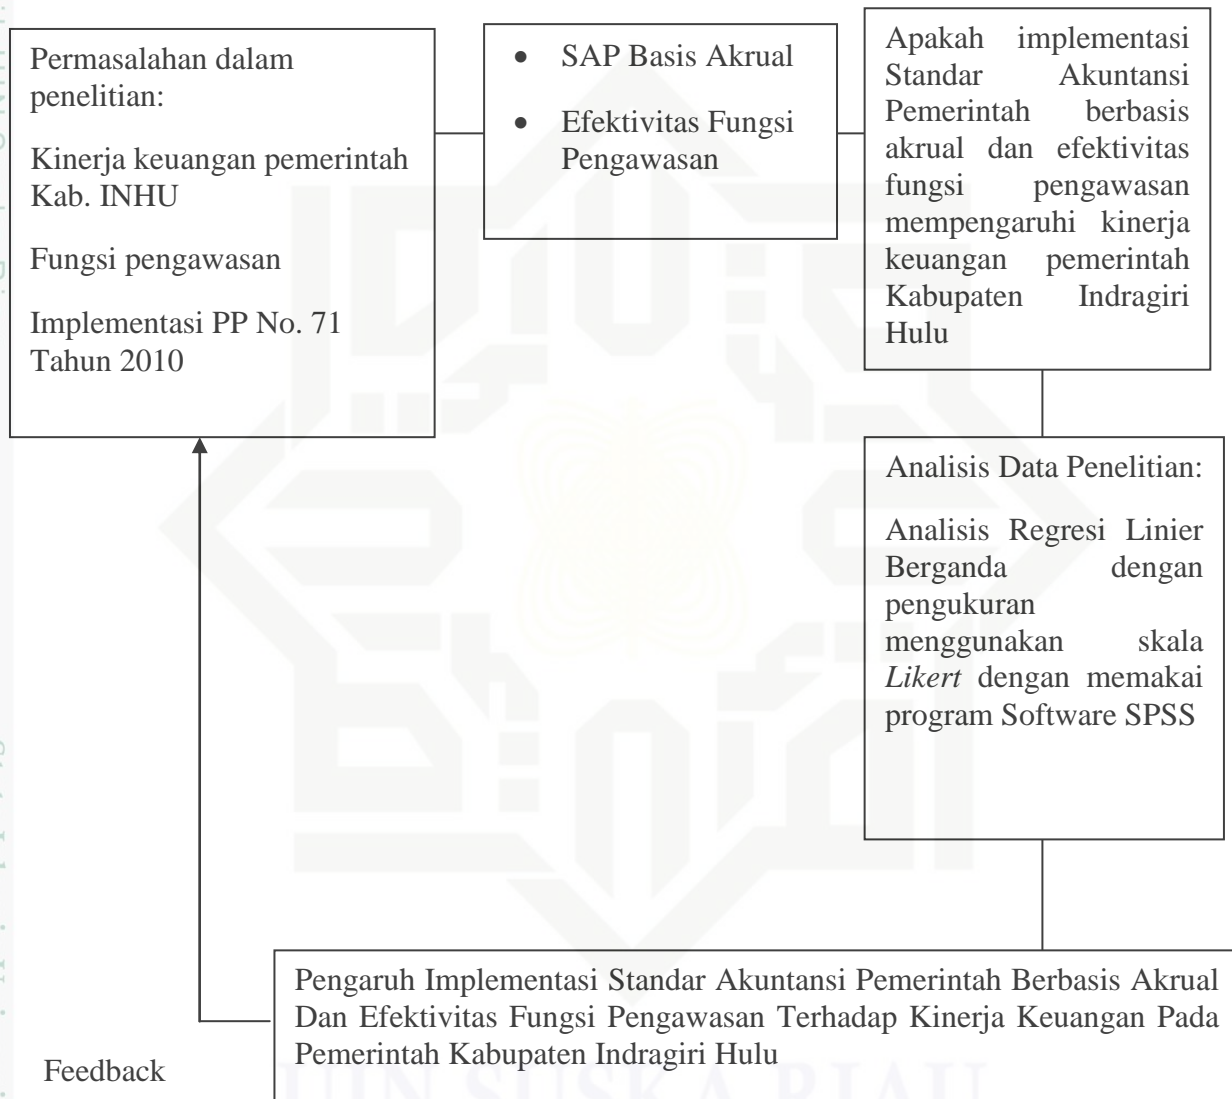 Permasalahan dalam
penelitian:
Kinerja keuangan pemerintah
Kab. INHU
Fungsi pengawasan
Implementasi PP No. 71
Tahun 2010
• SAP Basis Akrual
• Efektivitas Fungsi
Pengawasan
Apakah implementasi
Standar Akuntansi
Pemerintah berbasis
akrual dan efektivitas
fungsi pengawasan
mempengaruhi kinerja
keuangan pemerintah
Kabupaten Indragiri
Hulu
Analisis Data Penelitian:
Analisis Regresi Linier
Berganda dengan
pengukuran
menggunakan skala
Likert dengan memakai
program Software SPSS
Pengaruh Implementasi Standar Akuntansi Pemerintah Berbasis Akrual
Dan Efektivitas Fungsi Pengawasan Terhadap Kinerja Keuangan Pada
Pemerintah Kabupaten Indragiri Hulu
Feedback
UIN SUSKA RIAU